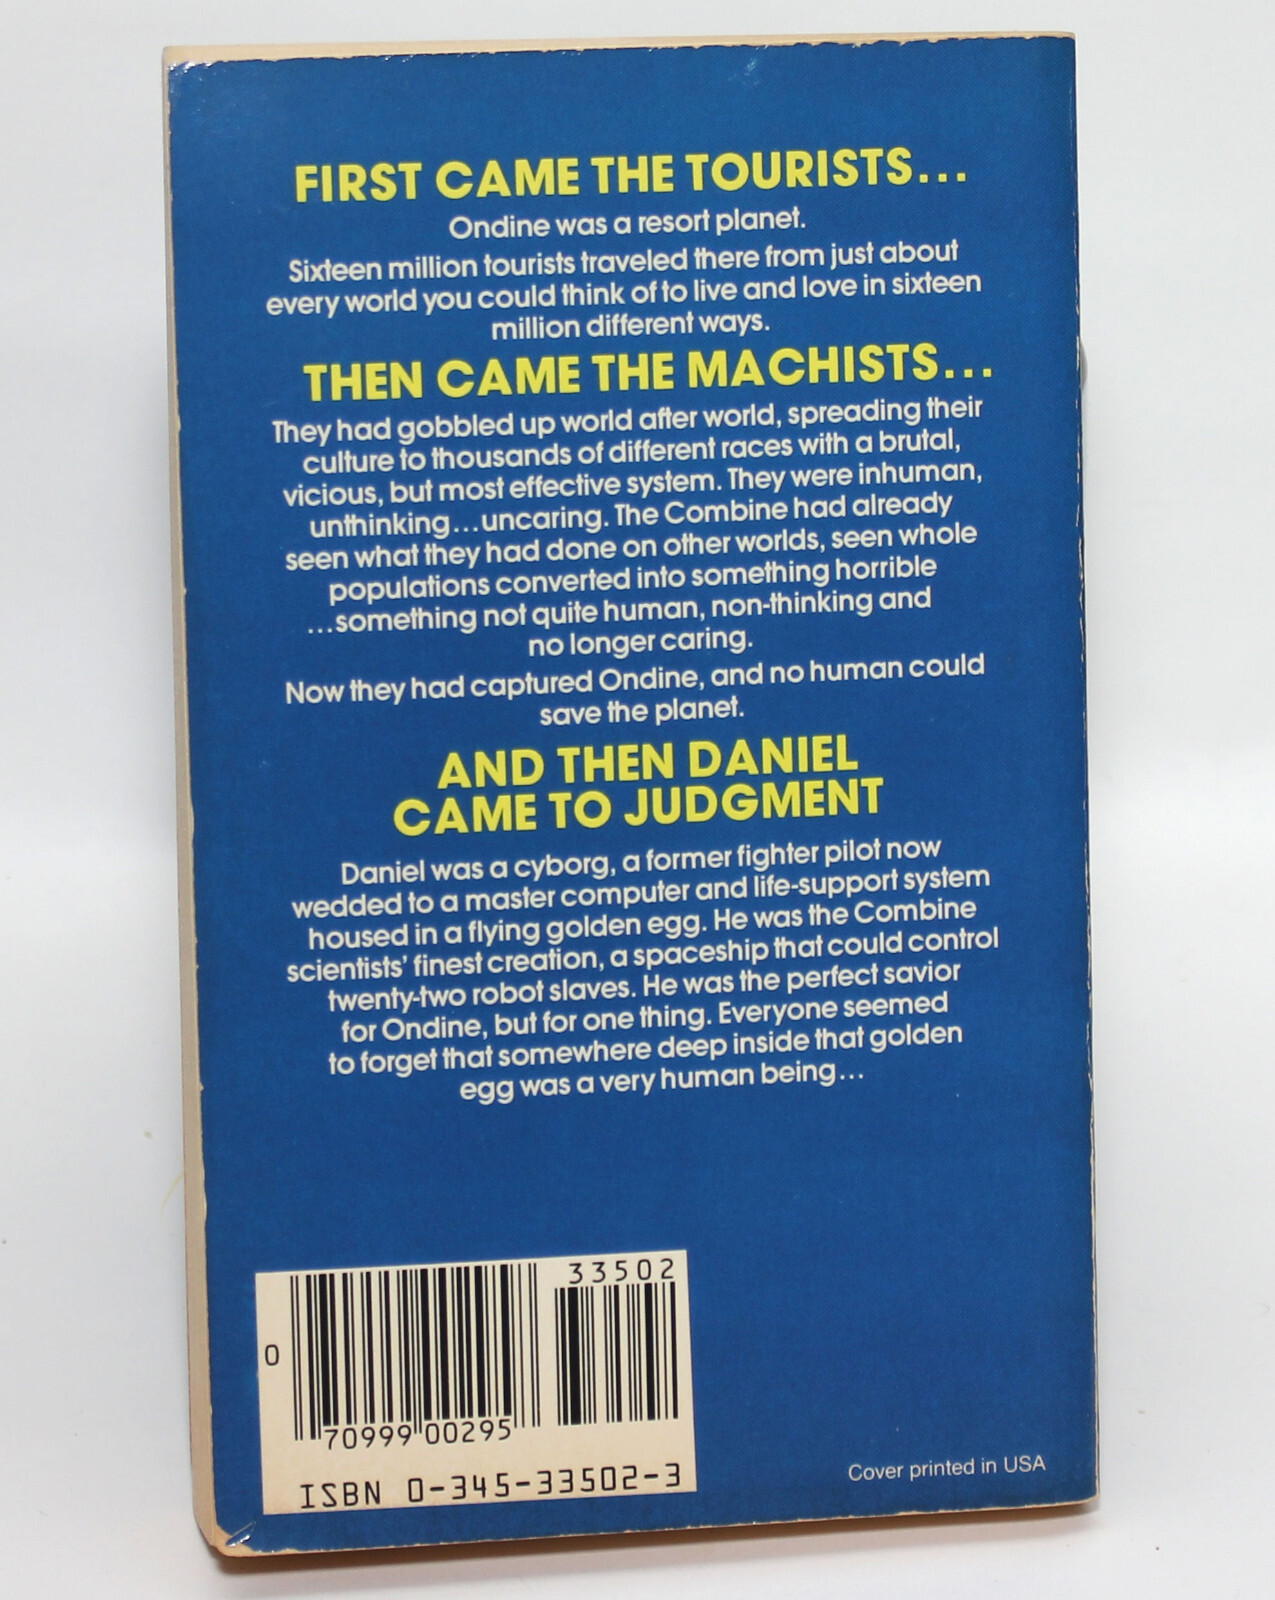 FIRST CAME THE TOURISTS...
Ondine was a resort planet.
Sixteen million tourists traveled there from just about
every world you could think of to live and love in sixteen
million different ways.
THEN CAME THE MACHISTS...
They had gobbled up world after world, spreading their
culture to thousands of different races with a brutal,
vicious, but most effective system. They were inhuman,
unthinking...uncaring. The Combine had already
seen what they had done on other worlds, seen whole
populations converted into something horrible
...something not quite human, non-thinking and
no longer caring.
Now they had captured Ondine, and no human could
save the planet.
AND THEN DANIEL
CAME TO JUDGMENT
Daniel was a cyborg, a former fighter pilot now
wedded to a master computer and life-support system
housed in a flying golden egg. He was the Combine
scientists' finest creation, a spaceship that could control
twenty-two robot slaves. He was the perfect savior
for Ondine, but for one thing. Everyone seemed
to forget that somewhere deep inside that golden
egg was a very human being...
33502
0
70999 00295
ISBN 0-345-33502-3
Cover printed in USA